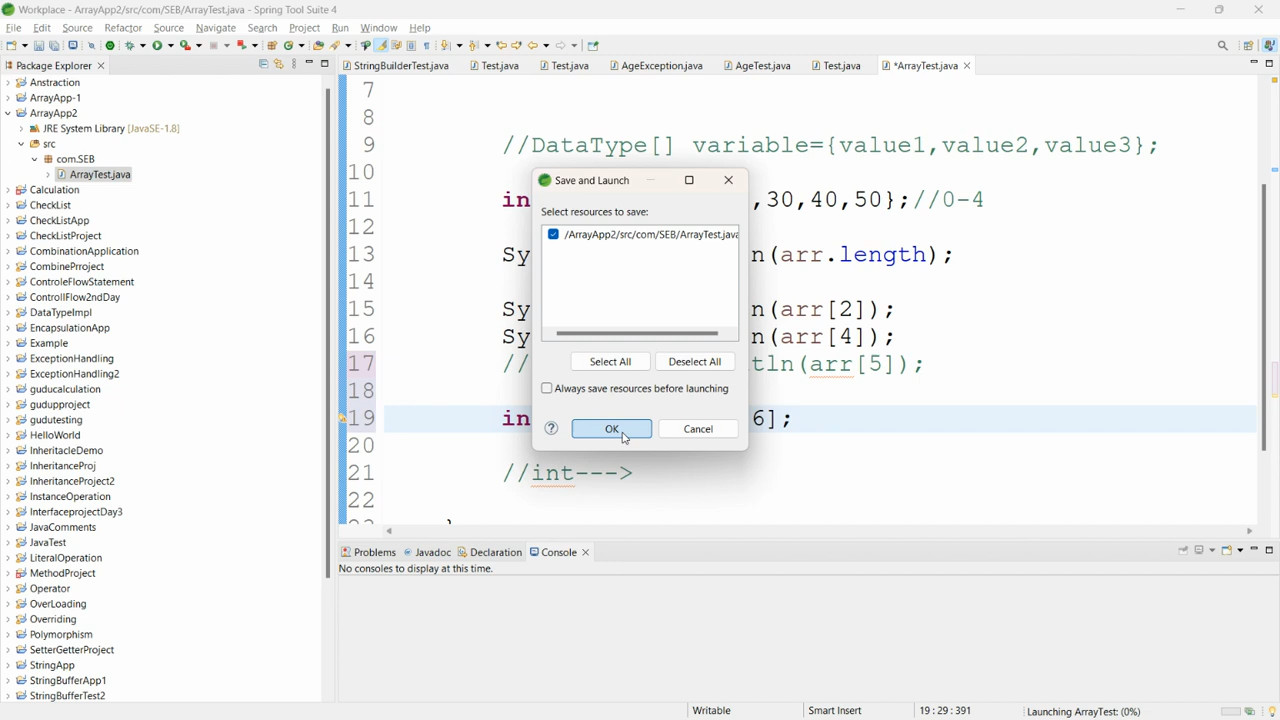 Workplace - ArrayApp2/src/com/SEB/ArrayTest.java - Spring Tool Suite 4
File Edit Source Refactor Source Navigate Search Project Run Window Help
Package Explorer
StringBuilderTest.java Test.java Test.java AgeException.java AgeTest.java Test.java *ArrayTest.java
Anstraction
ArrayApp-1
ArrayApp2
JRE System Library [JavaSE-1.8]
src
com.SEB
ArrayTest.java
Calculation
CheckList
CheckListApp
CheckListProject
CombinationApplication
CombineProject
ControleFlowStatement
ControllFlow2ndDay
DataTypeImpl
EncapsulationApp
Example
ExceptionHandling
ExceptionHandling2
guducalculation
gudupproject
gudutesting
HelloWorld
InheritacleDemo
InheritanceProj
InheritanceProject2
InstanceOperation
InterfaceprojectDay3
JavaComments
JavaTest
LiteralOperation
MethodProject
Operator
OverLoading
Overriding
Polymorphism
SetterGetterProject
StringApp
StringBufferApp1
StringBufferTest2
7
8
9 //DataType[] variable={value1,value2,value3};
10
11 in ,30,40,50};//0-4
12
13 Sy n(arr.length);
14
15 Sy n(arr[2]);
16 Sy n(arr[4]);
17 // tln(arr[5]);
18
19 in 6];
20
21 //int--->
22
23 }
Save and Launch
Select resources to save:
/ArrayApp2/src/com/SEB/ArrayTest.java
Select All Deselect All
Always save resources before launching
? OK Cancel
Problems Javadoc Declaration Console
No consoles to display at this time.
Writable Smart Insert 19 : 29 : 391 Launching ArrayTest: (0%)